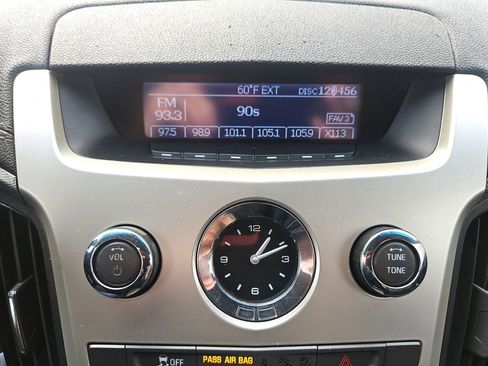 60°F EXT DISC 123456
FM
93.3
90s
FAV 3
97.5 98.9 101.1 105.1 105.9 X113
12
VOL
9 3
TUNE
TONE
6
OFF PASS AIR BAG